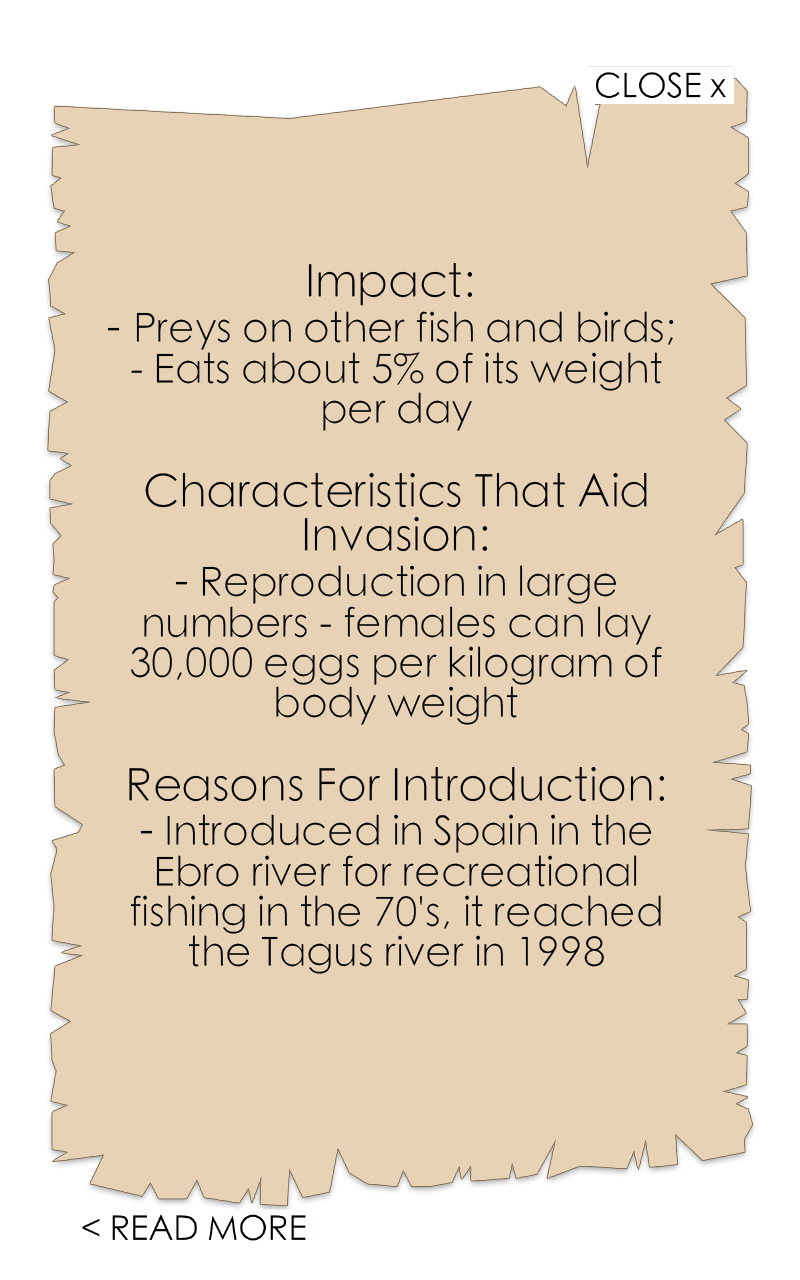 CLOSE x
Impact:
- Preys on other fish and birds;
- Eats about 5% of its weight
per day
Characteristics That Aid
Invasion:
- Reproduction in large
numbers - females can lay
30,000 eggs per kilogram of
body weight
Reasons For Introduction:
- Introduced in Spain in the
Ebro river for recreational
fishing in the 70's, it reached
the Tagus river in 1998
< READ MORE